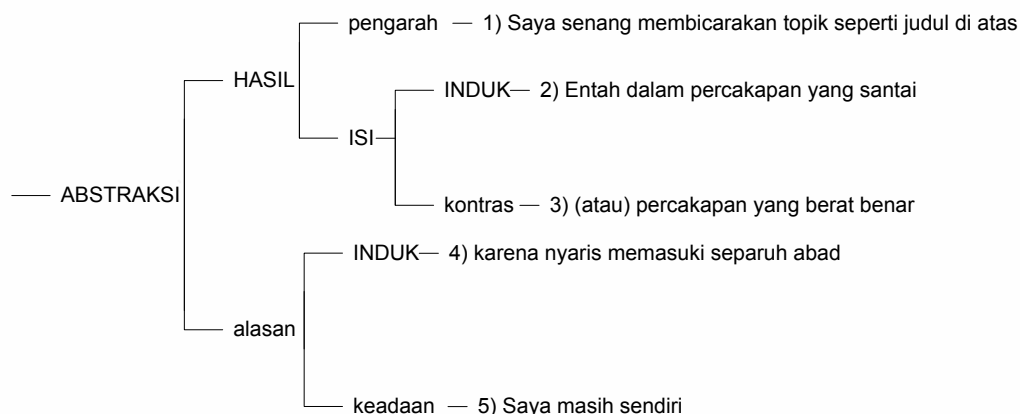 pengarah — 1) Saya senang membicarakan topik seperti judul di atas
HASIL
INDUK — 2) Entah dalam percakapan yang santai
ISI
ABSTRAKSI
kontras — 3) (atau) percakapan yang berat benar
INDUK — 4) karena nyaris memasuki separuh abad
alasan
keadaan — 5) Saya masih sendiri